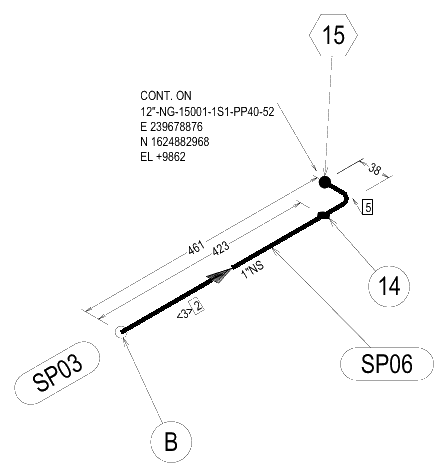 15
CONT. ON
12"-NG-15001-1S1-PP40-52
E 239678876
N 1624882968
EL +9862
38
5
461
423
14
1"NS
<3> 2
SP06
SP03
B